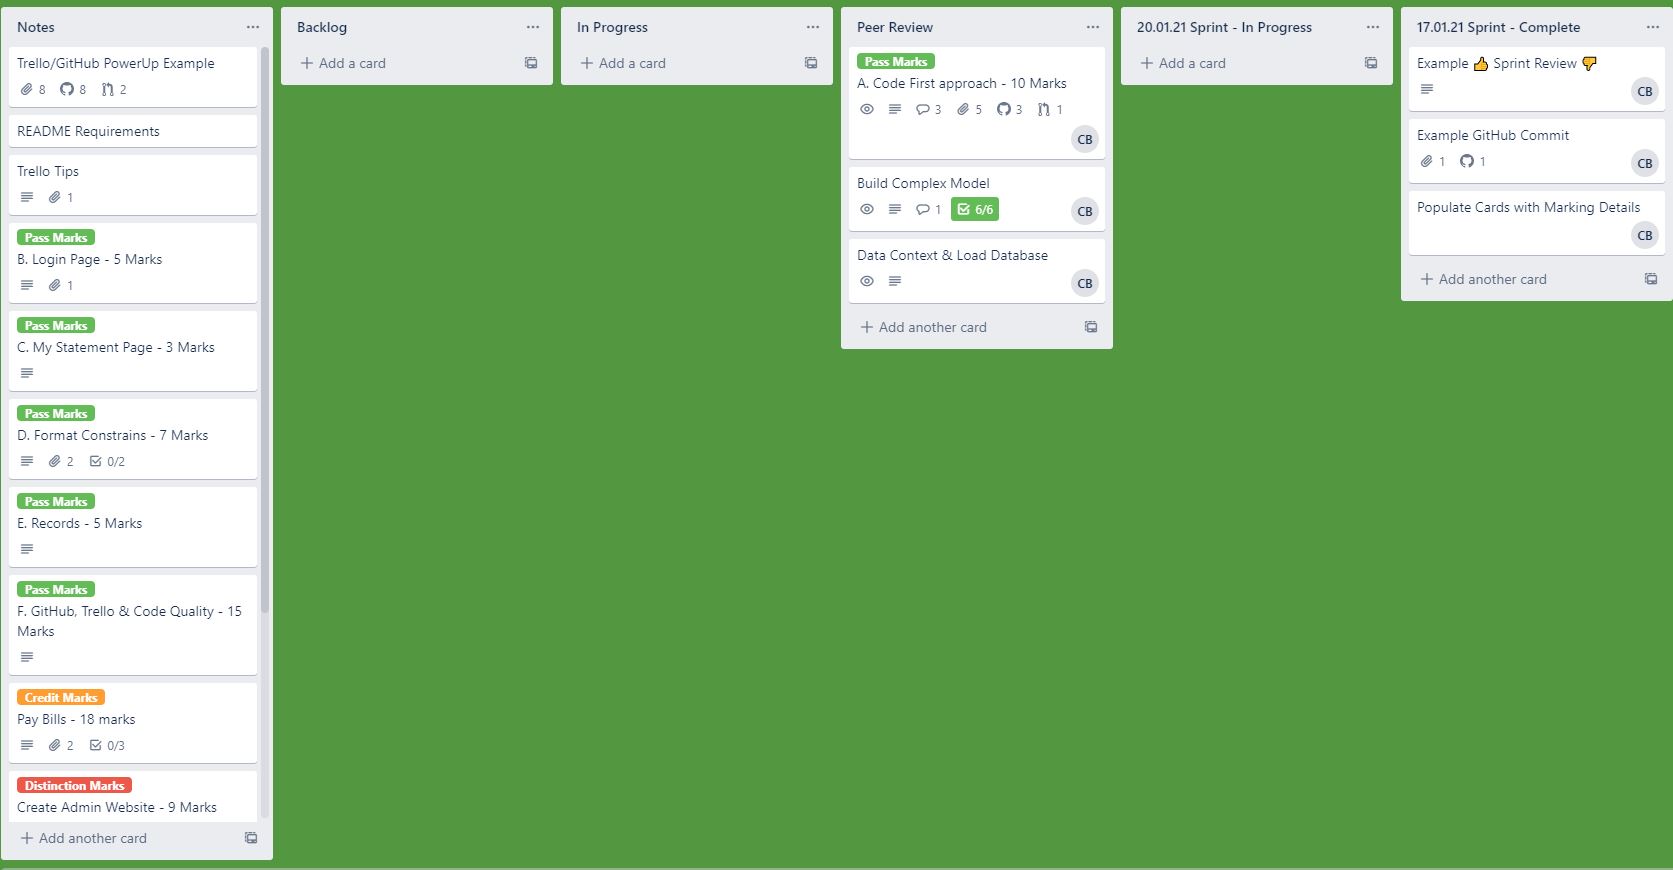 Notes
Trello/GitHub PowerUp Example
8 8 2
README Requirements
Trello Tips
1
Pass Marks
B. Login Page - 5 Marks
1
Pass Marks
C. My Statement Page - 3 Marks
Pass Marks
D. Format Constrains - 7 Marks
2 0/2
Pass Marks
E. Records - 5 Marks
Pass Marks
F. GitHub, Trello & Code Quality - 15
Marks
Credit Marks
Pay Bills - 18 marks
2 0/3
Distinction Marks
Create Admin Website - 9 Marks
+ Add another card
Backlog
+ Add a card
In Progress
+ Add a card
Peer Review
Pass Marks
A. Code First approach - 10 Marks
3 5 3 1
CB
Build Complex Model
1 6/6
CB
Data Context & Load Database
CB
+ Add another card
20.01.21 Sprint - In Progress
+ Add a card
17.01.21 Sprint - Complete
Example 👍 Sprint Review 👎
CB
Example GitHub Commit
1 1
CB
Populate Cards with Marking Details
CB
+ Add another card